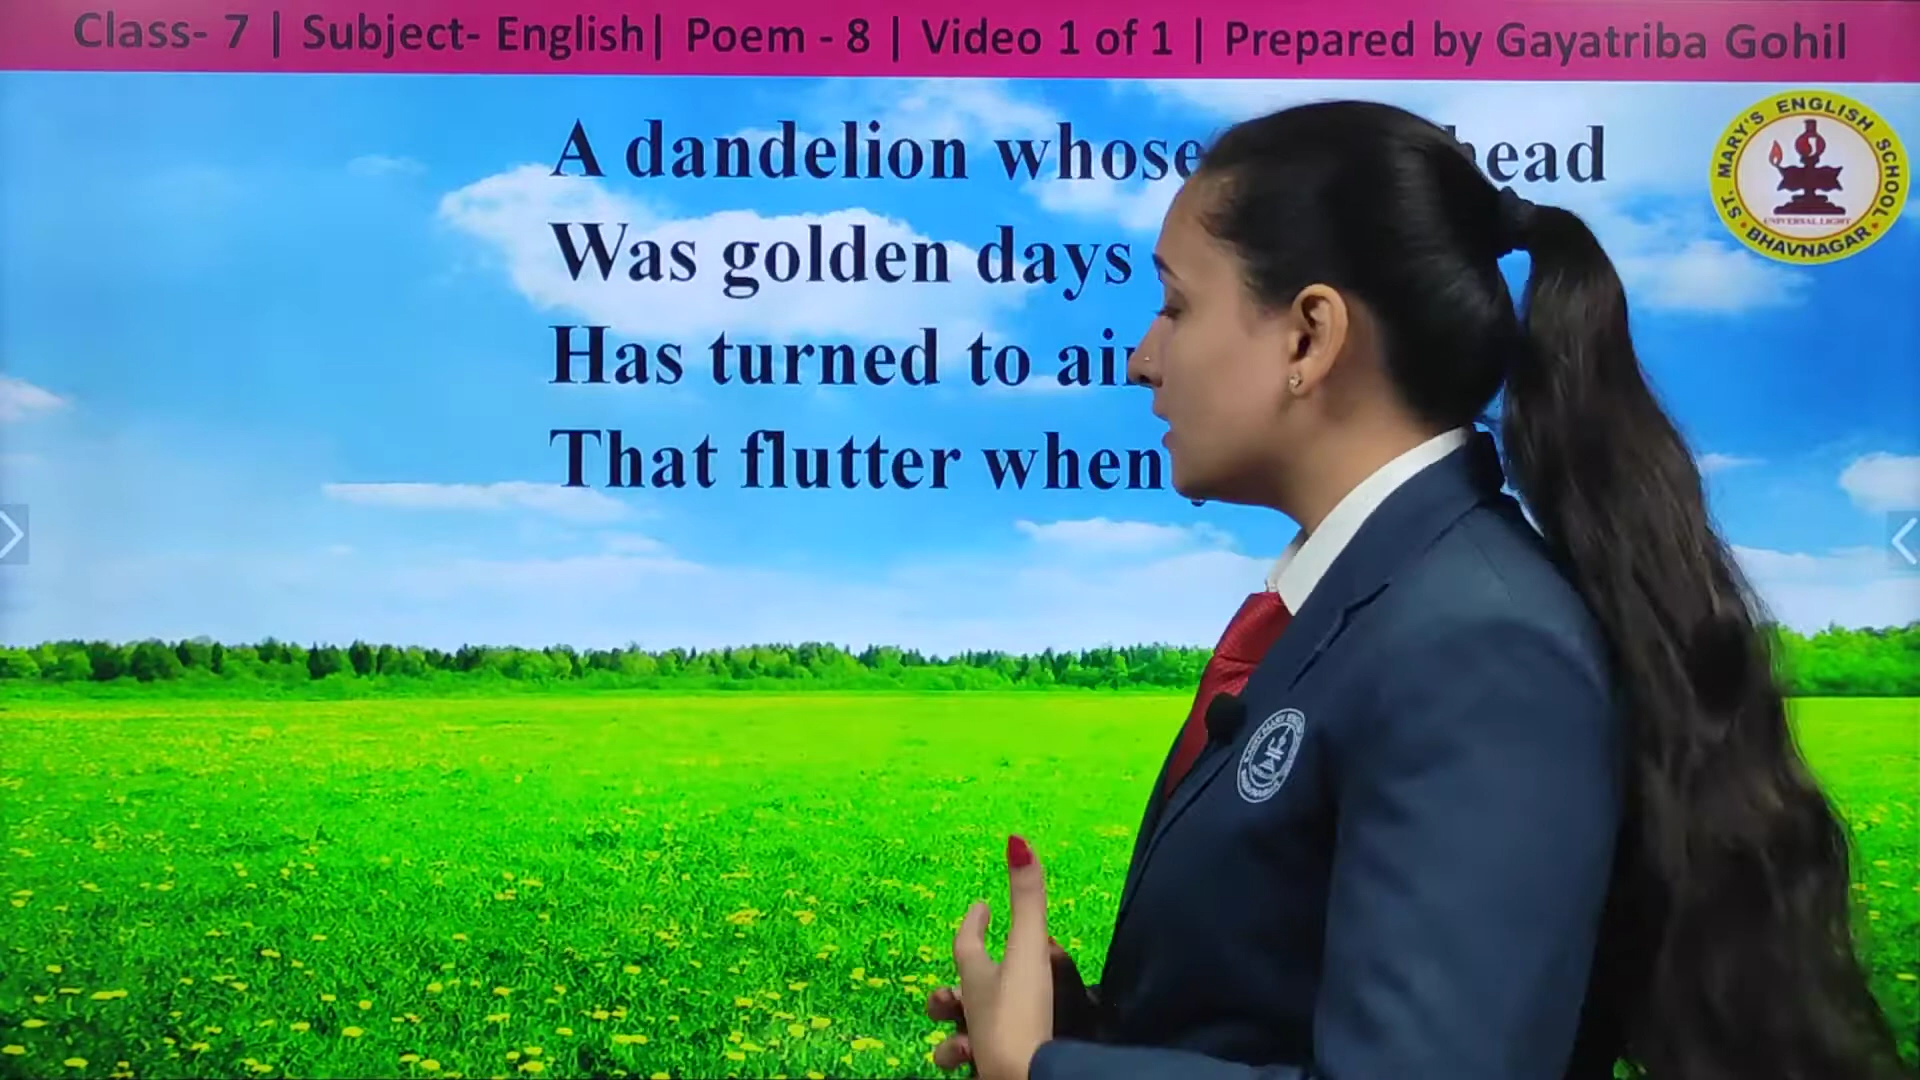 Class- 7 | Subject- English| Poem - 8 | Video 1 of 1 | Prepared by Gayatriba Gohil
A dandelion whose head
Was golden days
Has turned to
That flutter when
ST. MARY'S ENGLISH SCHOOL
UNIVERSAL LIGHT
BHAVNAGAR